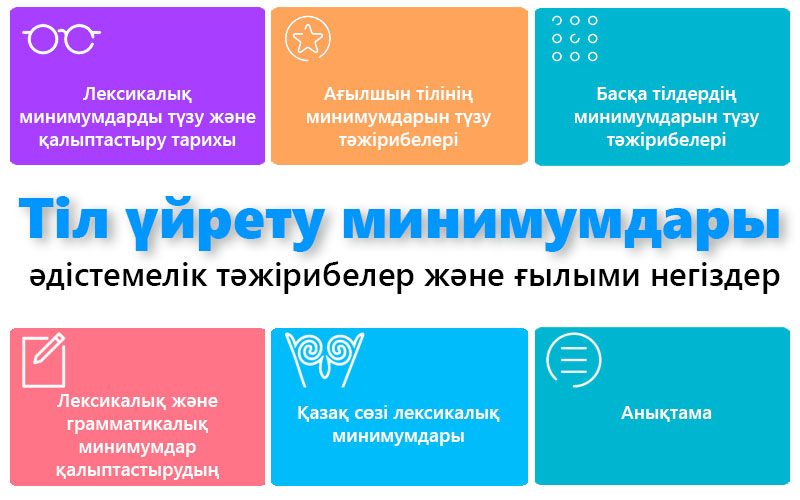 Лексикалық
минимумдарды түзу және
қалыптастыру тарихы
Ағылшын тілінің
минимумдарын түзу
тәжірибелері
Басқа тілдердің
минимумдарын түзу
тәжірибелері
Тіл үйрету минимумдары
әдістемелік тәжірибелер және ғылыми негіздер
Лексикалық және
грамматикалық
минимумдар
қалыптастырудың
Қазақ сөзі лексикалық
минимумдары
Анықтама